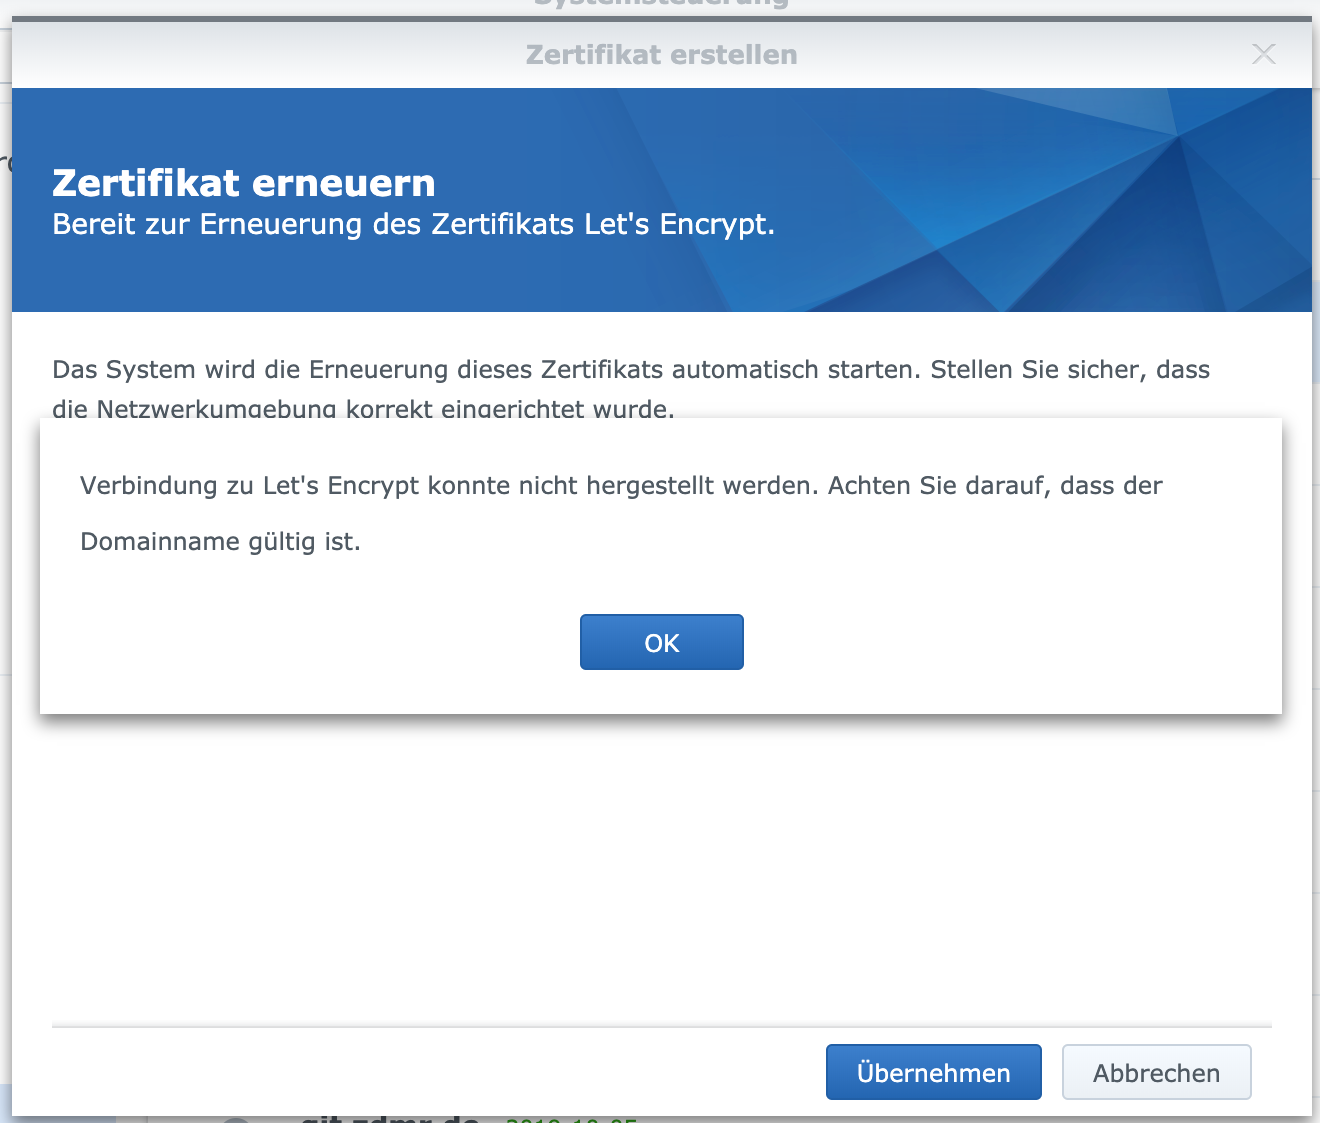 Systemsteuerung
Zertifikat erstellen
Zertifikat erneuern
Bereit zur Erneuerung des Zertifikats Let's Encrypt.
Das System wird die Erneuerung dieses Zertifikats automatisch starten. Stellen Sie sicher, dass
die Netzwerkumgebung korrekt eingerichtet wurde.
Verbindung zu Let's Encrypt konnte nicht hergestellt werden. Achten Sie darauf, dass der
Domainname gültig ist.
OK
Übernehmen
Abbrechen